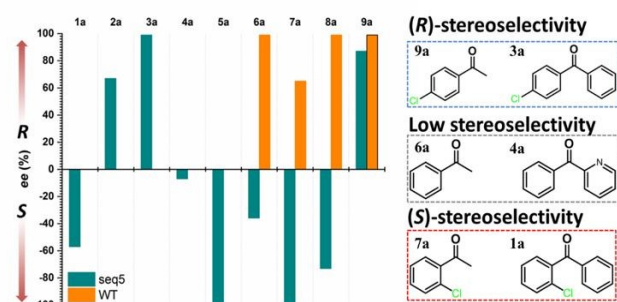 1a 2a 3a 4a 5a 6a 7a 8a 9a
100
80
60
40
20
0
-20
-40
-60
-80
R
ee (%)
S
seq5
WT
(R)-stereoselectivity
9a 3a
O O
Cl Cl
Low stereoselectivity
6a 4a
O O N
(S)-stereoselectivity
7a 1a
O O
Cl Cl